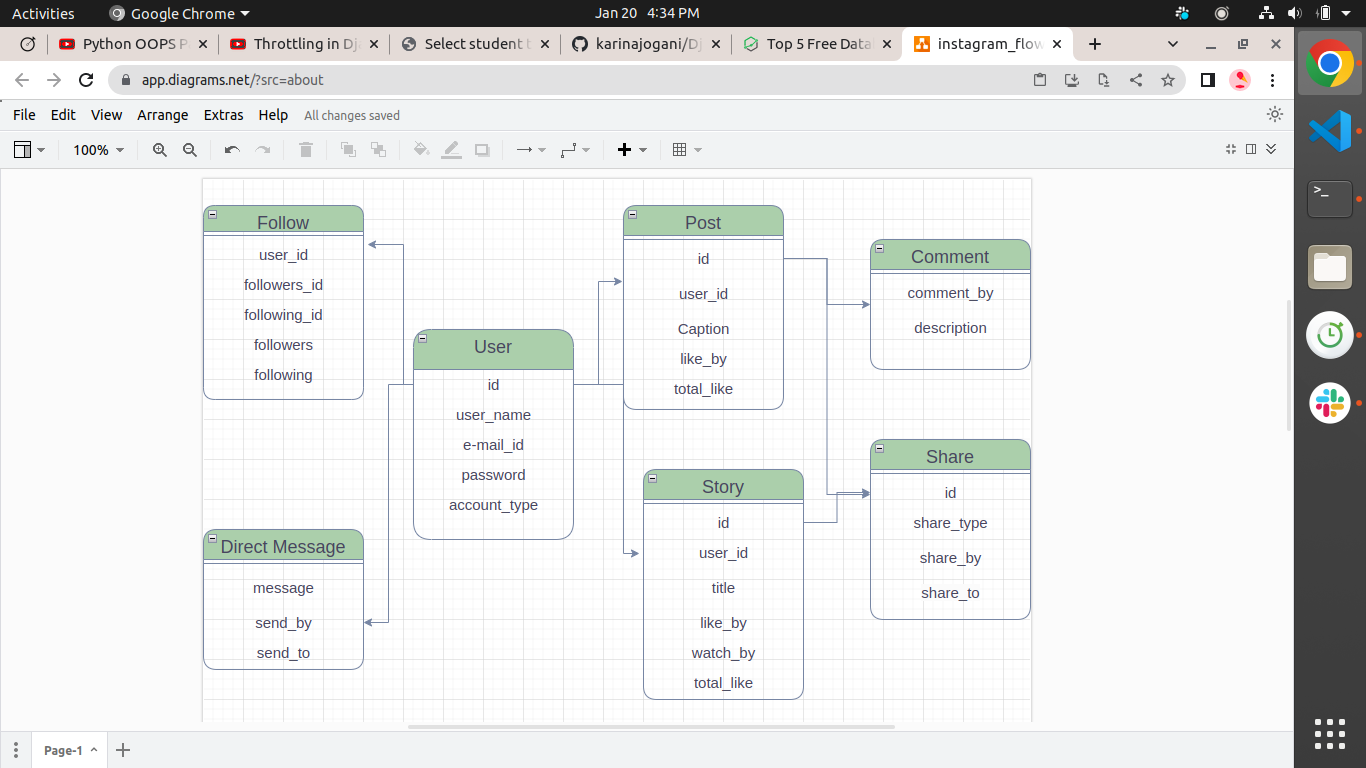 Activities
Google Chrome
Jan 20 4:34 PM
Python OOPS P
Throttling in Dj
Select student t
karinajogani/Dj
Top 5 Free Data
instagram_flow
app.diagrams.net/?src=about
File Edit View Arrange Extras Help All changes saved
100%
Follow
user_id
followers_id
following_id
followers
following
User
id
user_name
e-mail_id
password
account_type
Direct Message
message
send_by
send_to
Post
id
user_id
Caption
like_by
total_like
Story
id
user_id
title
like_by
watch_by
total_like
Comment
comment_by
description
Share
id
share_type
share_by
share_to
Page-1